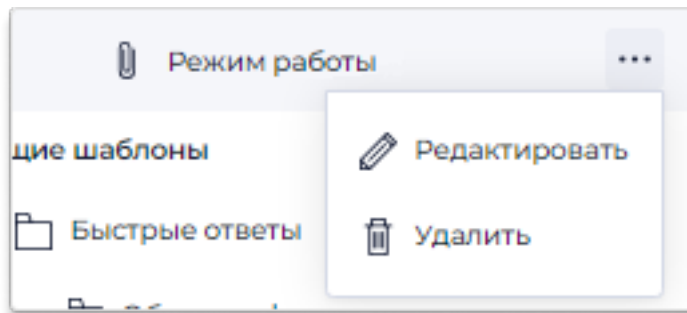 Режим работы
щие шаблоны
Редактировать
Быстрые ответы
Удалить